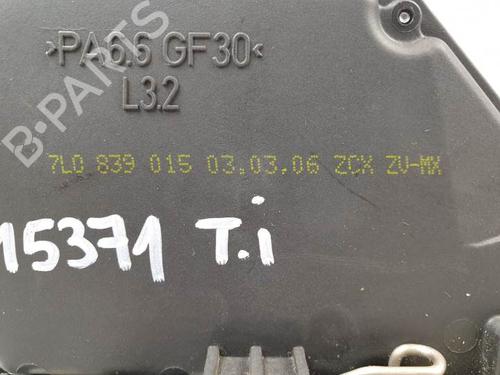 >PA6.6 GF30<
L3.2
B-PARTS
7L0 839 015 03.03.06 ZCX ZV-MX
15371 T.i